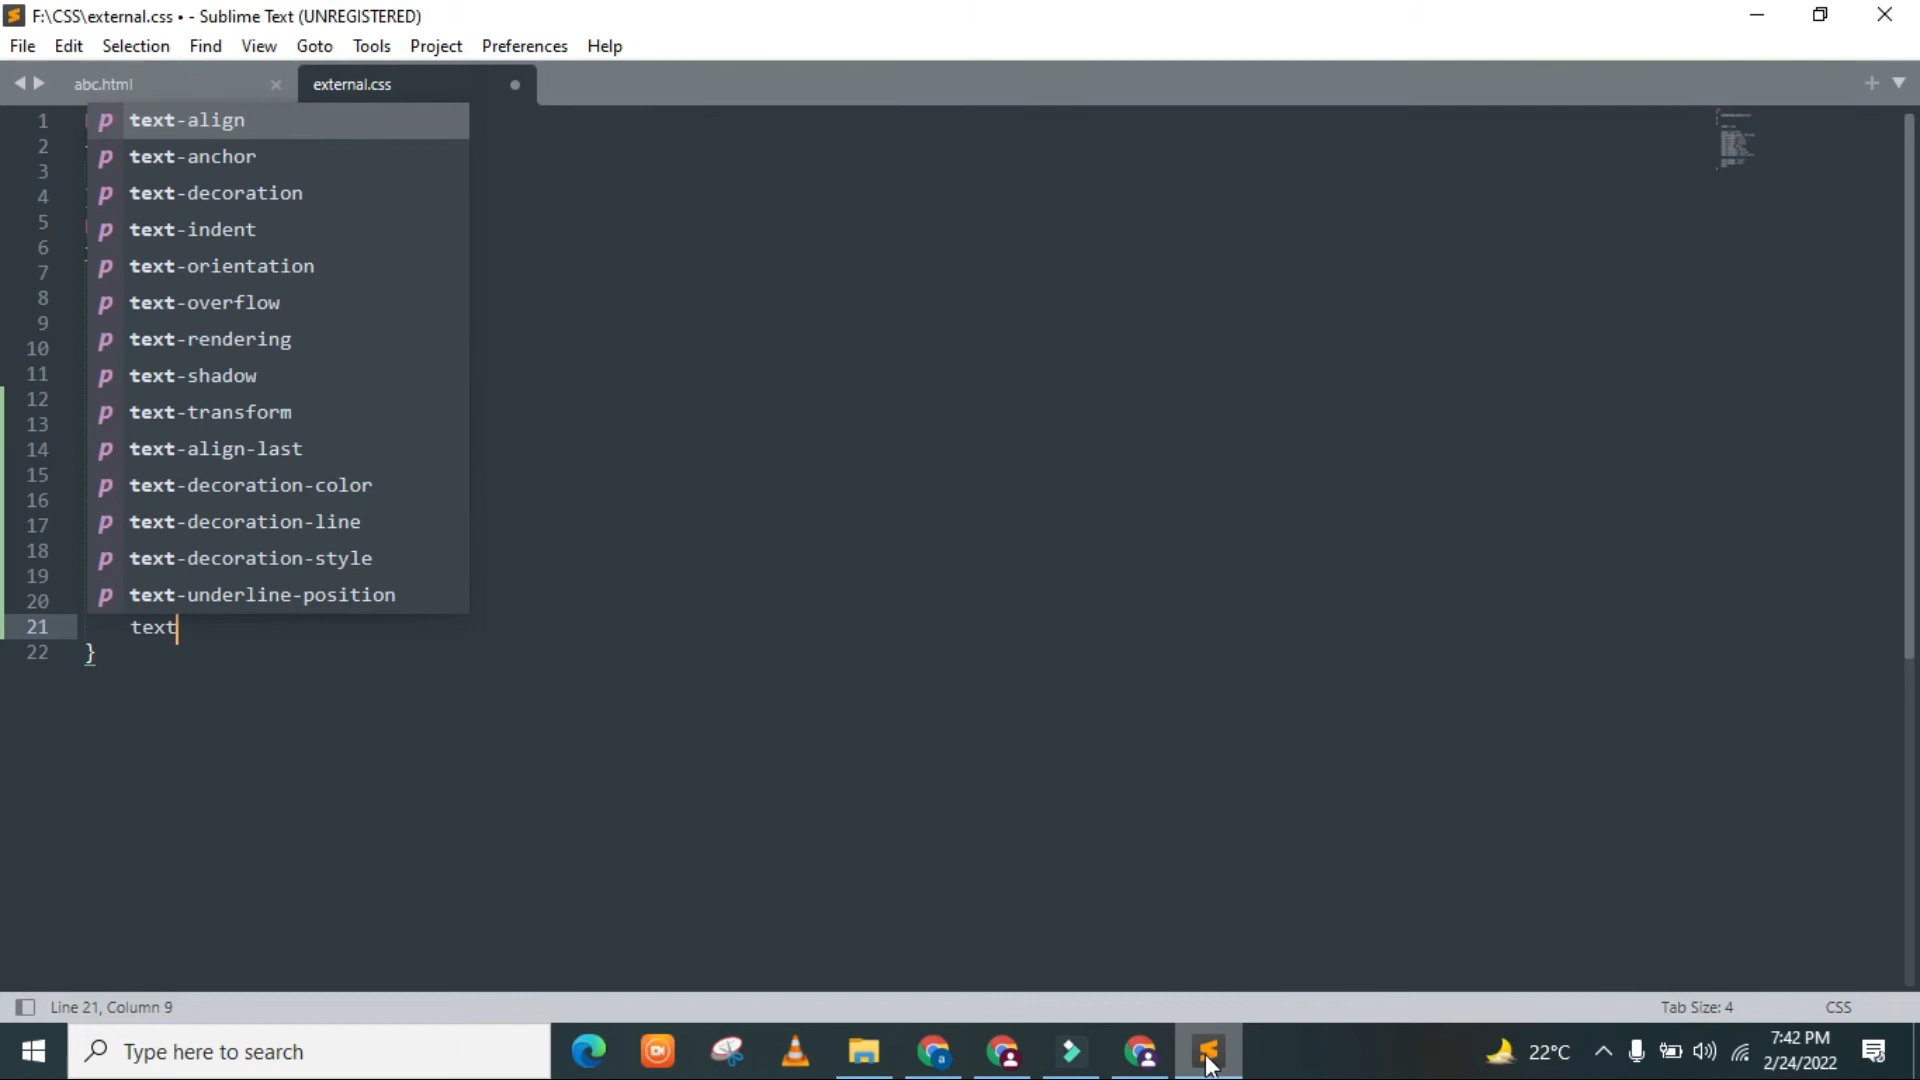 F:\CSS\external.css • - Sublime Text (UNREGISTERED)
File Edit Selection Find View Goto Tools Project Preferences Help
abc.html external.css
1
2
3
4
5
6
7
8
9
10
11
12
13
14
15
16
17
18
19
20
21 text
22 }
p text-align
p text-anchor
p text-decoration
p text-indent
p text-orientation
p text-overflow
p text-rendering
p text-shadow
p text-transform
p text-align-last
p text-decoration-color
p text-decoration-line
p text-decoration-style
p text-underline-position
Line 21, Column 9 Tab Size: 4 CSS
Type here to search 22°C 7:42 PM
2/24/2022